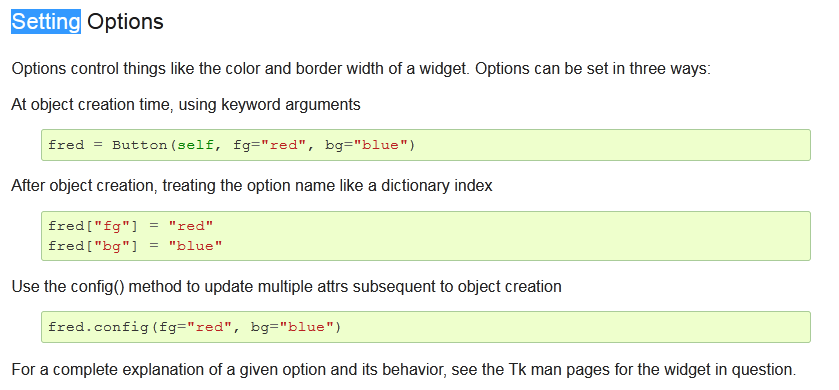 Setting Options
Options control things like the color and border width of a widget. Options can be set in three ways:
At object creation time, using keyword arguments
fred = Button(self, fg="red", bg="blue")
After object creation, treating the option name like a dictionary index
fred["fg"] = "red"
fred["bg"] = "blue"
Use the config() method to update multiple attrs subsequent to object creation
fred.config(fg="red", bg="blue")
For a complete explanation of a given option and its behavior, see the Tk man pages for the widget in question.